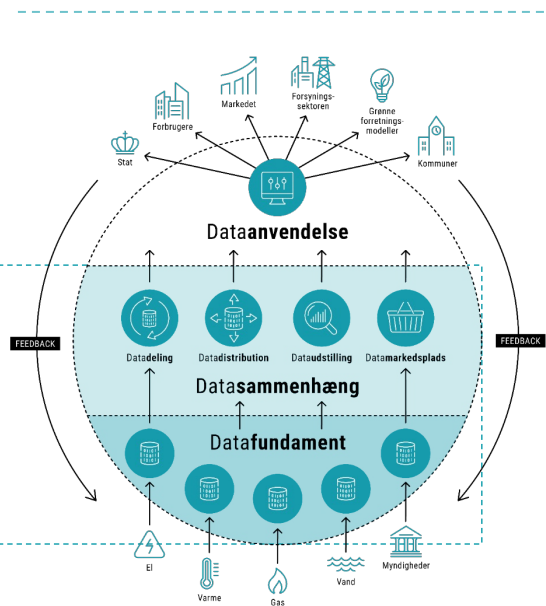 Stat
Forbrugere
Markedet
Forsynings-
sektoren
Grønne
forretnings-
modeller
Kommuner
Dataanvendelse
FEEDBACK
FEEDBACK
Datadeling
Datadistribution
Dataudstilling
Datamarkedsplads
Datasammenhæng
Datafundament
El
Varme
Gas
Vand
Myndigheder